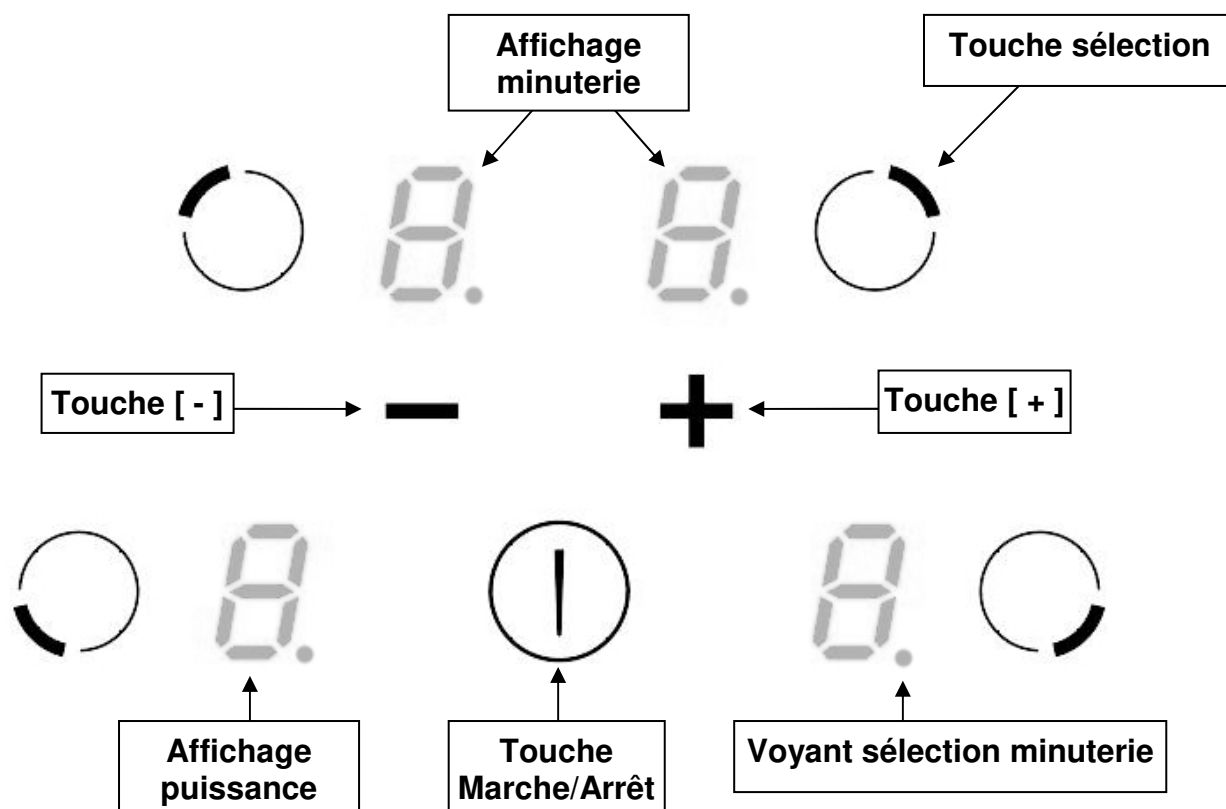 Affichage
minuterie
Touche sélection
Touche [ - ]
Touche [ + ]
Affichage
puissance
Touche
Marche/Arrêt
Voyant sélection minuterie